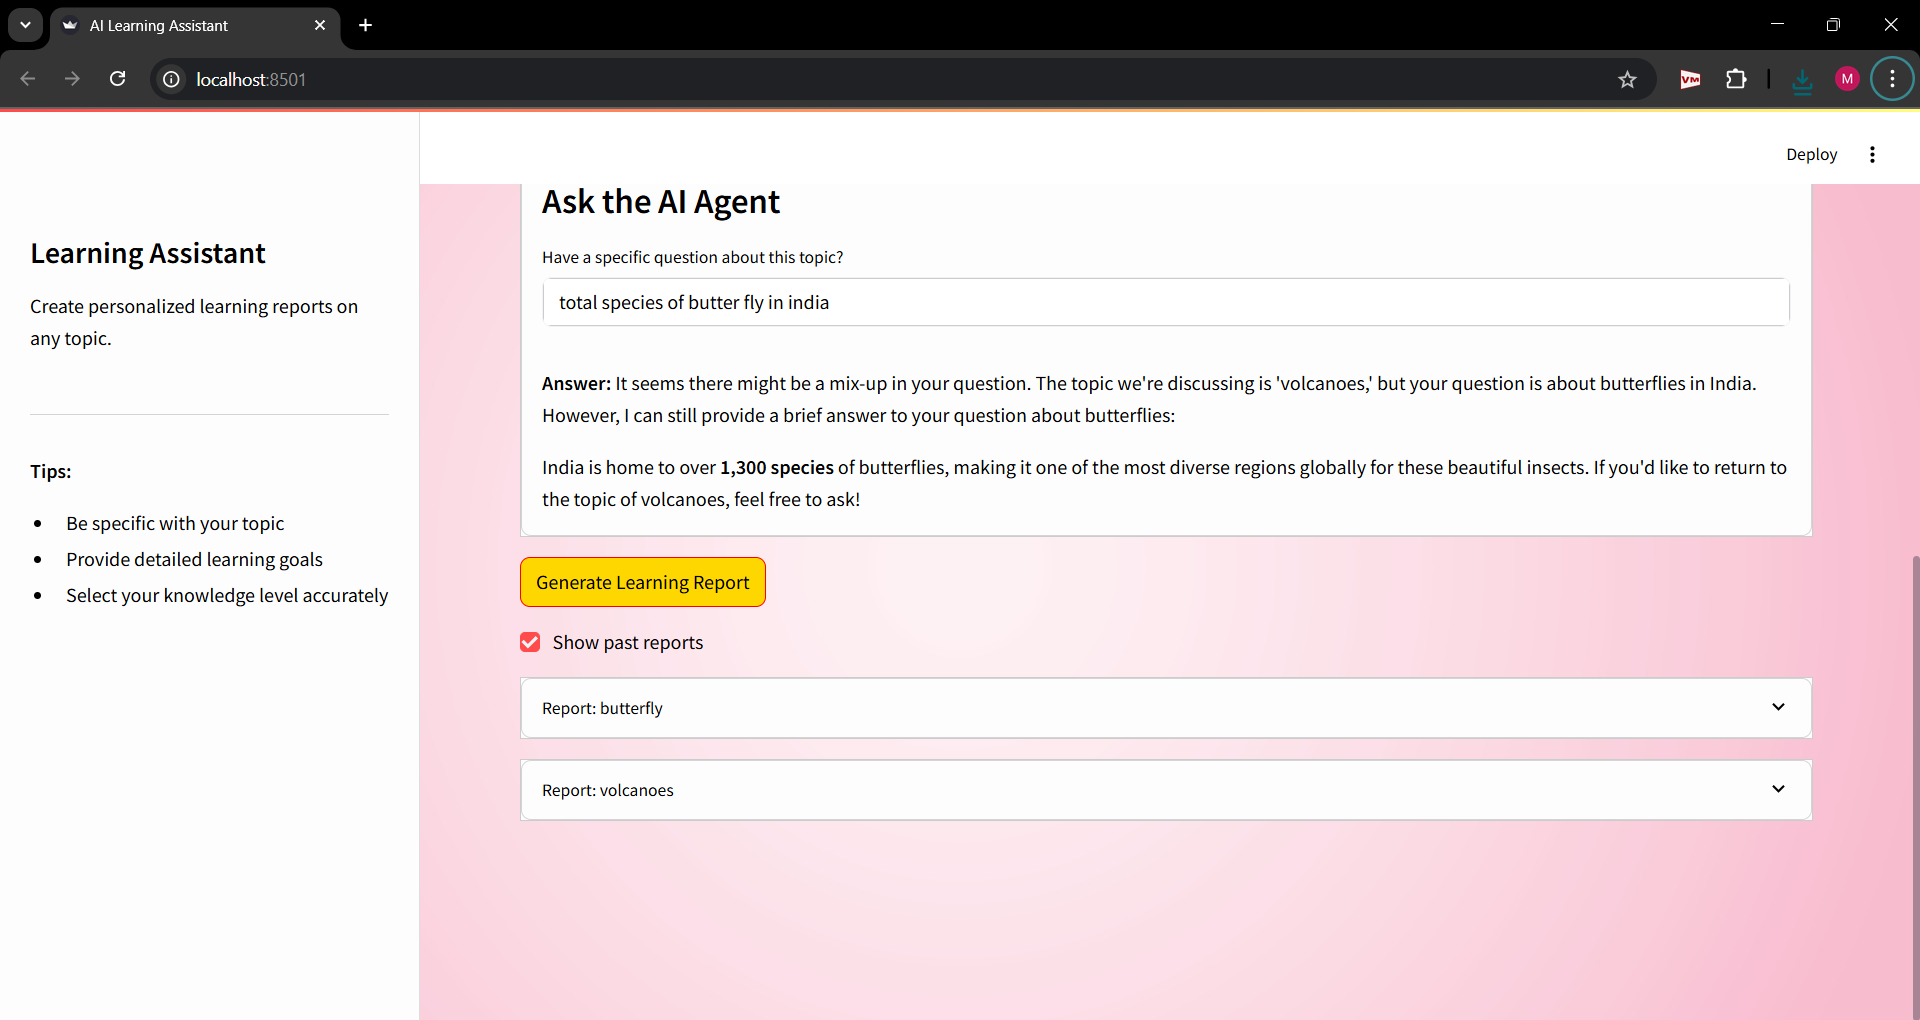 AI Learning Assistant
localhost:8501
VM
M
Deploy
Learning Assistant
Create personalized learning reports on
any topic.
Tips:
Be specific with your topic
Provide detailed learning goals
Select your knowledge level accurately
Ask the AI Agent
Have a specific question about this topic?
total species of butter fly in india
Answer: It seems there might be a mix-up in your question. The topic we're discussing is 'volcanoes,' but your question is about butterflies in India.
However, I can still provide a brief answer to your question about butterflies:
India is home to over 1,300 species of butterflies, making it one of the most diverse regions globally for these beautiful insects. If you'd like to return to
the topic of volcanoes, feel free to ask!
Generate Learning Report
Show past reports
Report: butterfly
Report: volcanoes